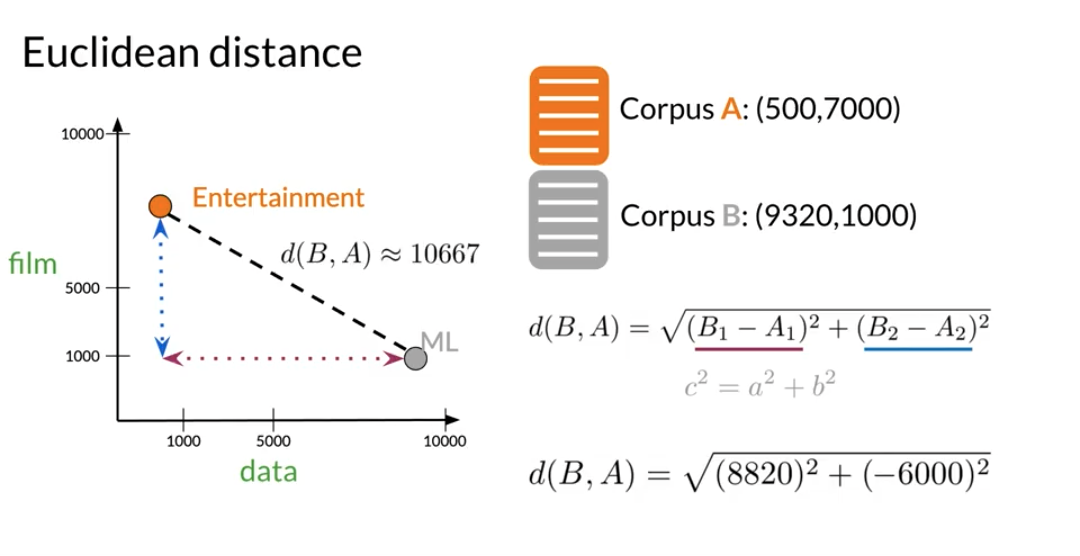 Euclidean distance
Corpus A: (500,7000)
10000
Entertainment
Corpus B: (9320,1000)
d(B, A) ≈ 10667
film
5000
d(B, A) = √(B₁ − A₁)² + (B₂ − A₂)²
ML
1000
c² = a² + b²
1000 5000 10000
data
d(B, A) = √(8820)² + (−6000)²